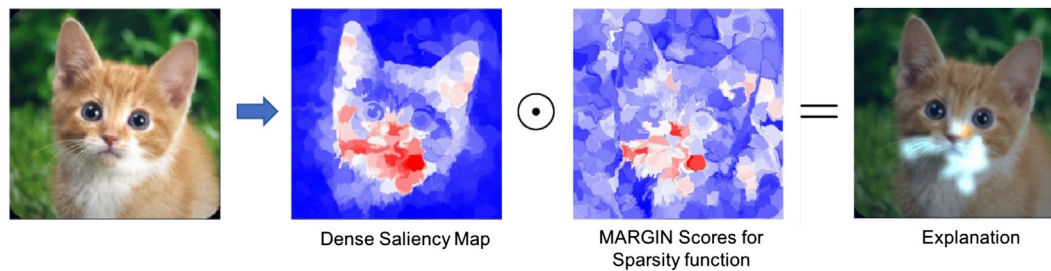 Dense Saliency Map
MARGIN Scores for
Sparsity function
Explanation